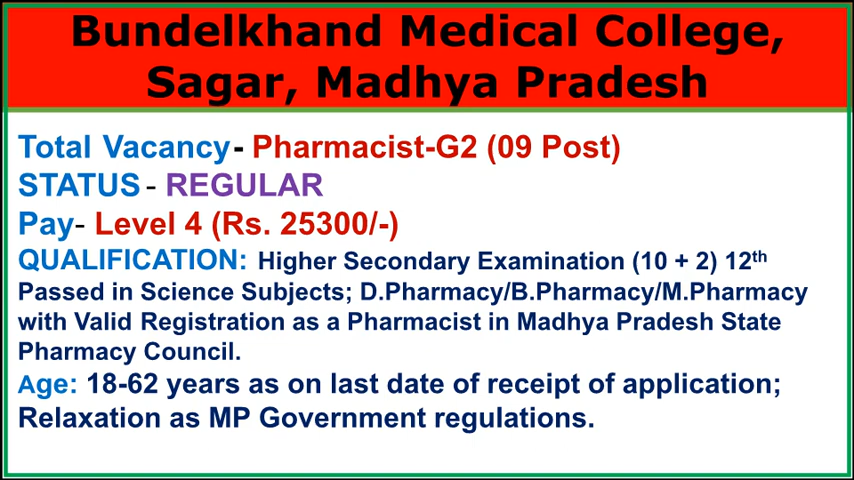 Bundelkhand Medical College,
Sagar, Madhya Pradesh
Total Vacancy- Pharmacist-G2 (09 Post)
STATUS - REGULAR
Pay- Level 4 (Rs. 25300/-)
QUALIFICATION: Higher Secondary Examination (10 + 2) 12th
Passed in Science Subjects; D.Pharmacy/B.Pharmacy/M.Pharmacy
with Valid Registration as a Pharmacist in Madhya Pradesh State
Pharmacy Council.
Age: 18-62 years as on last date of receipt of application;
Relaxation as MP Government regulations.